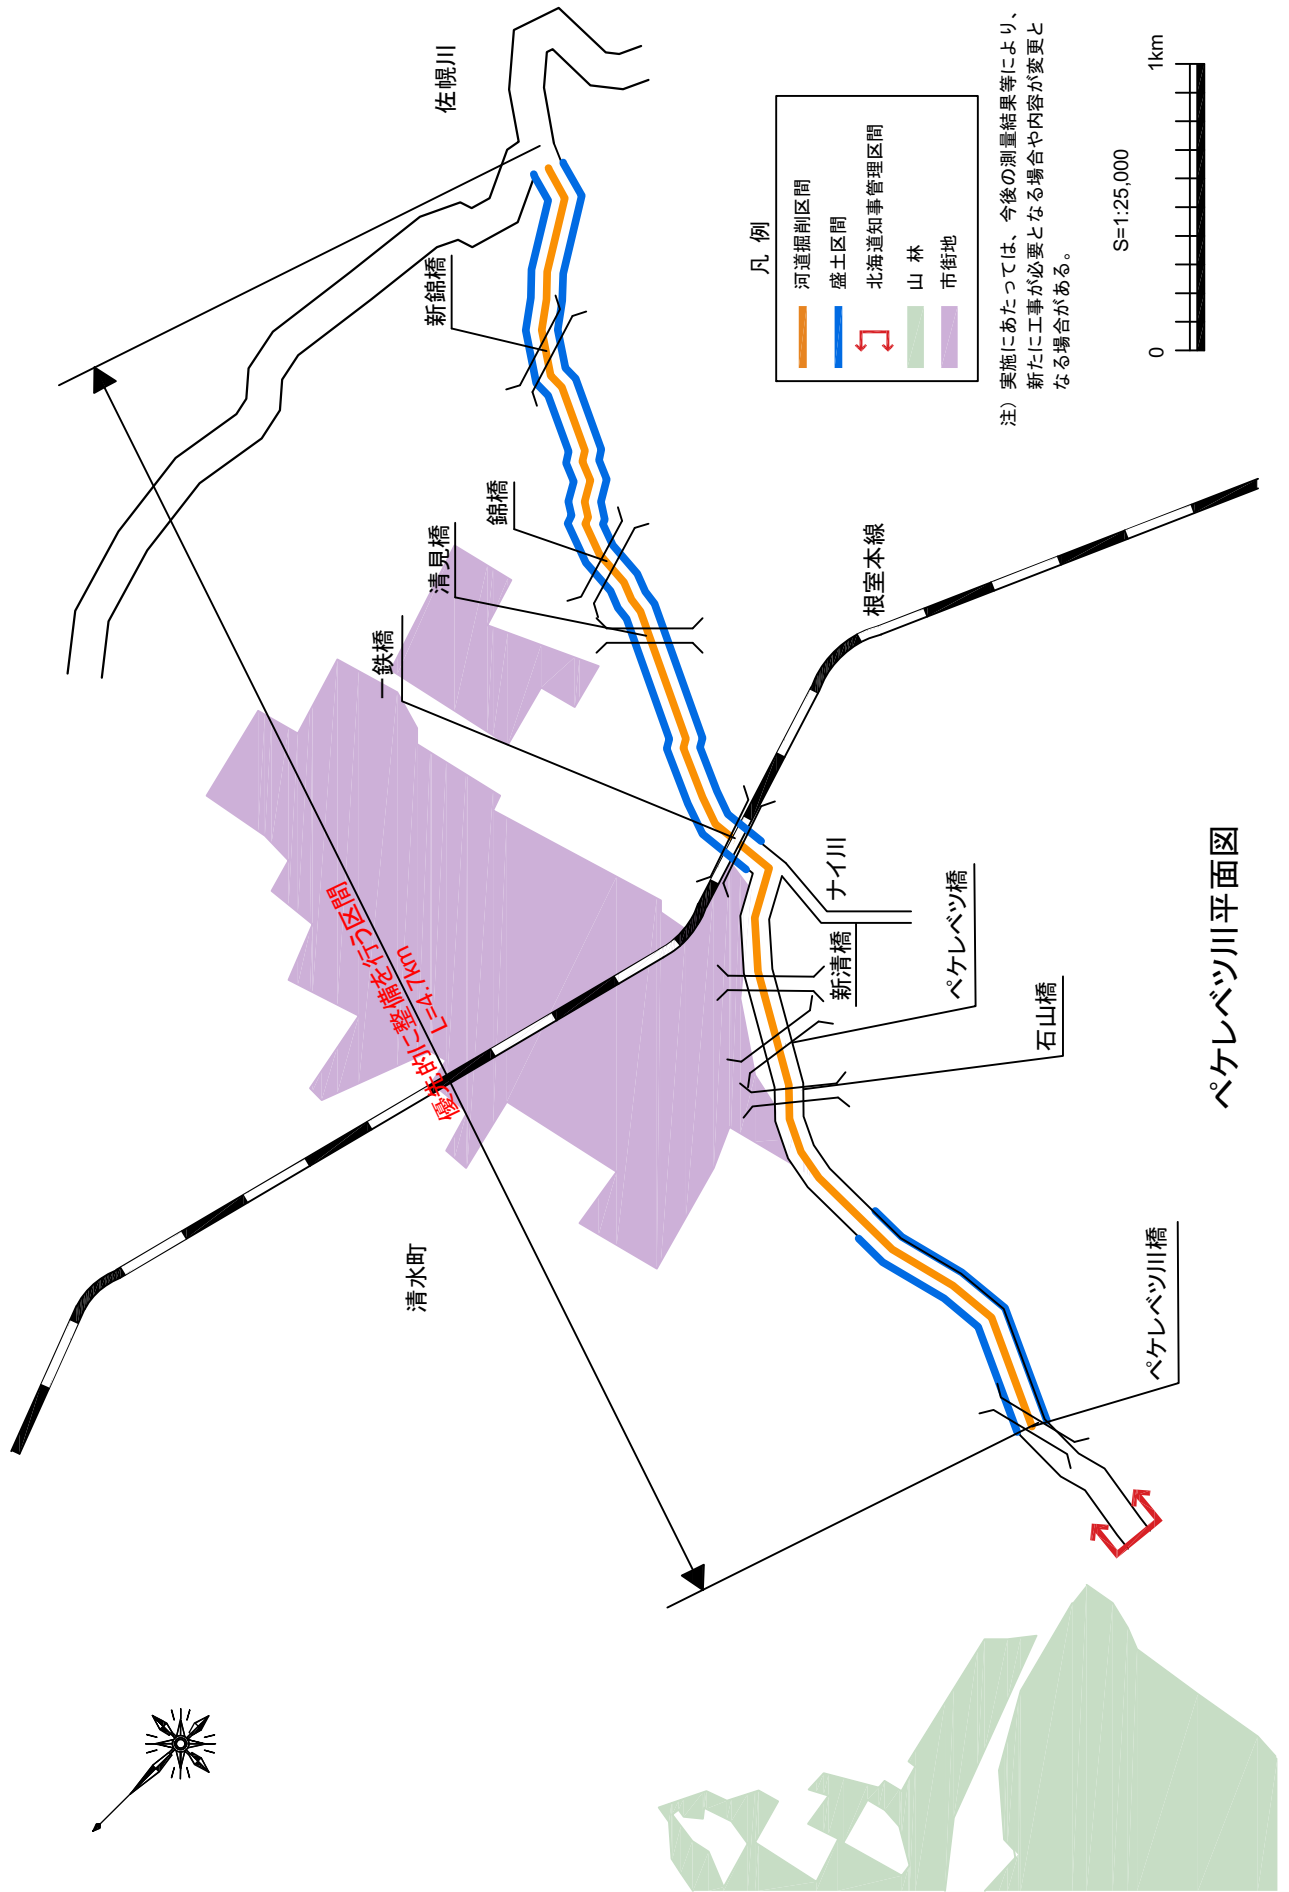 佐幌川
新錦橋
錦橋
清見橋
一鉄橋
根室本線
優先的に整備を行う区間
L=4.7km
ナイ川
新清橋
ペケレベツ橋
石山橋
清水町
ペケレベツ川橋
凡 例
河道掘削区間
盛土区間
北海道知事管理区間
山 林
市街地
注）実施にあたっては、今後の測量結果等により、
新たに工事が必要となる場合や内容が変更と
なる場合がある。
S=1:25,000
0
1km
ペケレベツ川平面図